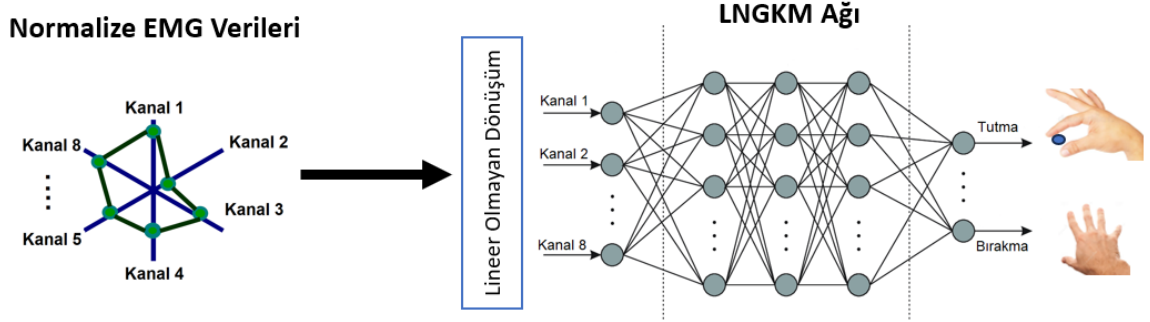 Normalize EMG Verileri
Kanal 1
Kanal 8
Kanal 2
Kanal 3
Kanal 5
Kanal 4
Lineer Olmayan Dönüşüm
LNGKM Ağı
Kanal 1
Kanal 2
Kanal 8
Tutma
Bırakma